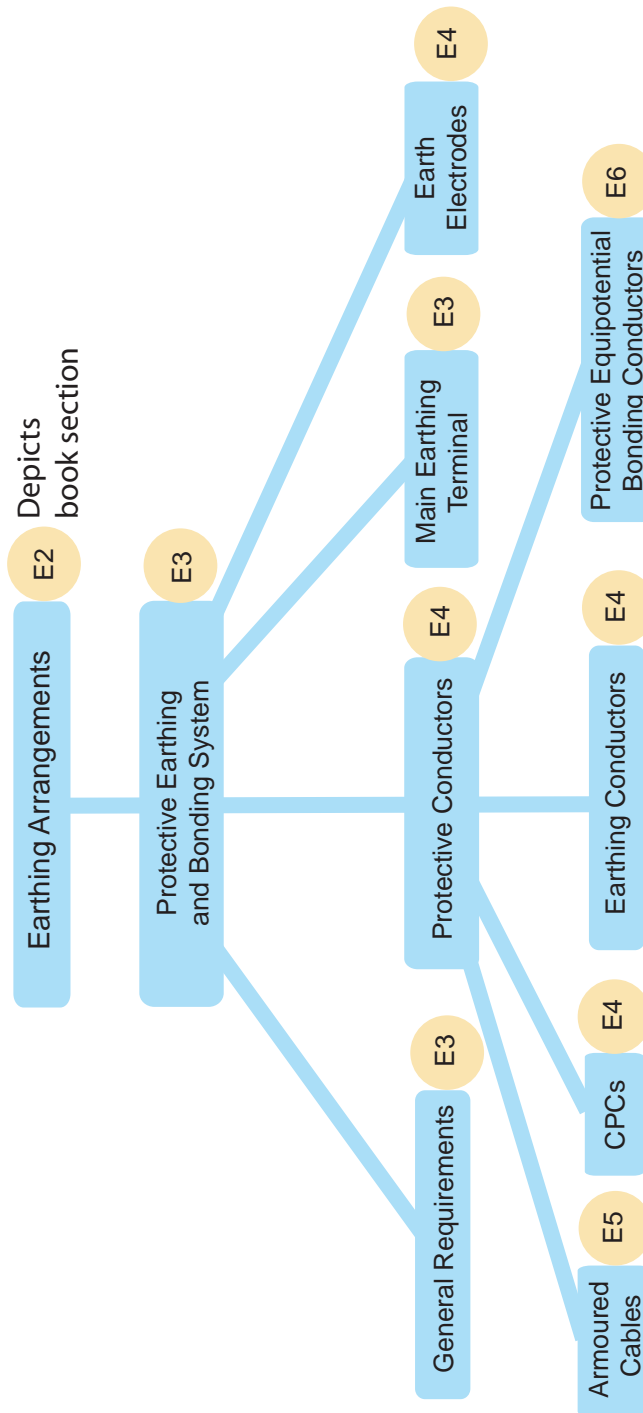 Earthing Arrangements
E2
Depicts
book section
Protective Earthing
and Bonding System
E3
General Requirements
E3
Protective Conductors
E4
Main Earthing
Terminal
E3
Earth
Electrodes
E4
Armoured
Cables
E5
CPCs
E4
Earthing Conductors
E4
Protective Equipotential
Bonding Conductors
E6